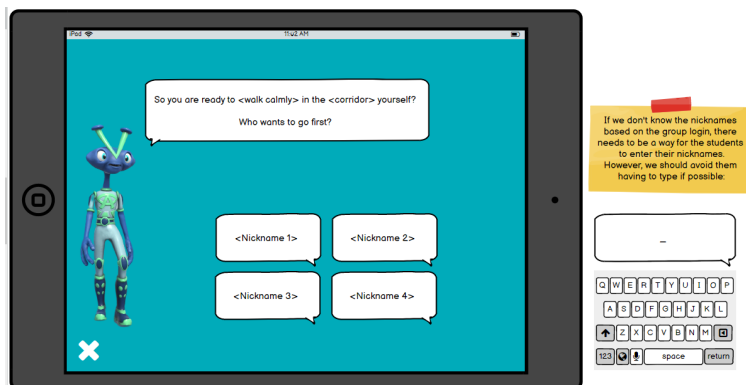 iPad 11:02 AM
So you are ready to <walk calmly> in the <corridor> yourself?
Who wants to go first?
<Nickname 1> <Nickname 2>
<Nickname 3> <Nickname 4>
If we don't know the nicknames
based on the group login, there
needs to be a way for the students
to enter their nicknames.
However, we should avoid them
having to type if possible:
_
Q W E R T Y U I O P
A S D F G H J K L
Z X C V B N M
123 space return